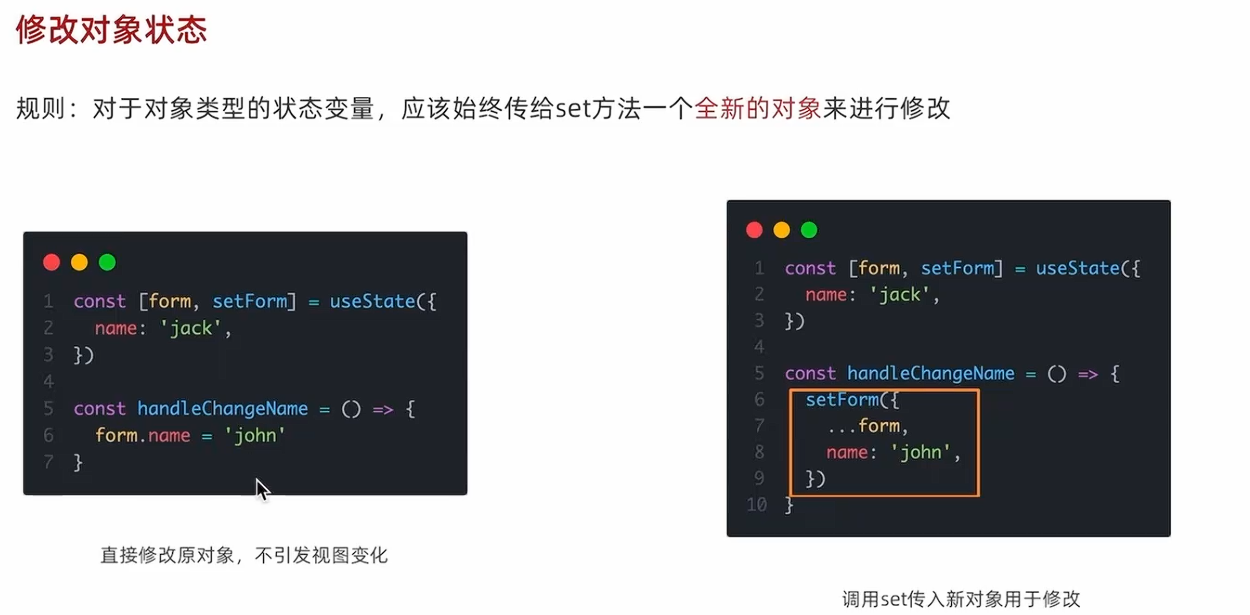 修改对象状态
规则：对于对象类型的状态变量，应该始终传给set方法一个全新的对象来进行修改
1 const [form, setForm] = useState({
2   name: 'jack',
3 })
4
5 const handleChangeName = () => {
6   form.name = 'john'
7 }
直接修改原对象，不引发视图变化
1 const [form, setForm] = useState({
2   name: 'jack',
3 })
4
5 const handleChangeName = () => {
6   setForm({
7     ...form,
8     name: 'john',
9   })
10 }
调用set传入新对象用于修改